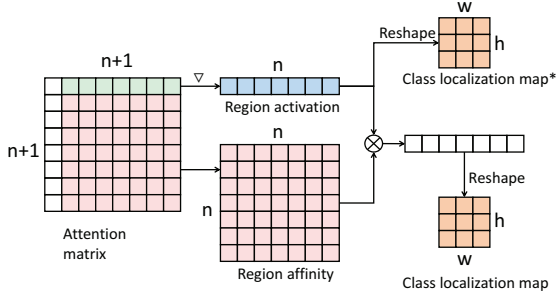 w
Reshape
h
Class localization map*
n+1
▽
n
Region activation
n+1
n
n
Attention
matrix
Region affinity
Reshape
h
w
Class localization map